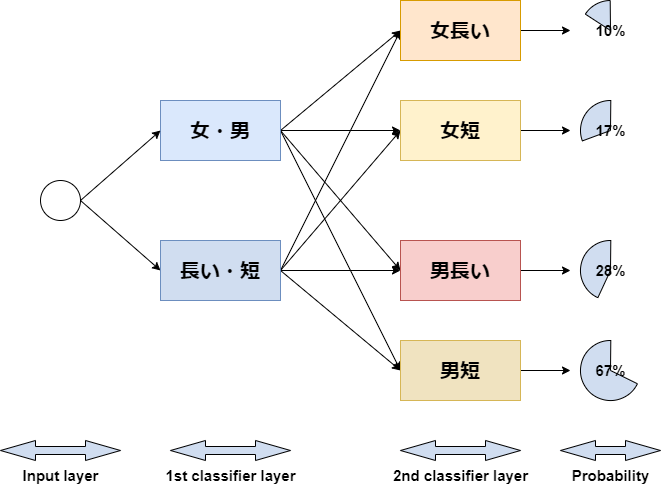 女長い
10%
女・男
女短
17%
長い・短
男長い
28%
男短
67%
Input layer
1st classifier layer
2nd classifier layer
Probability